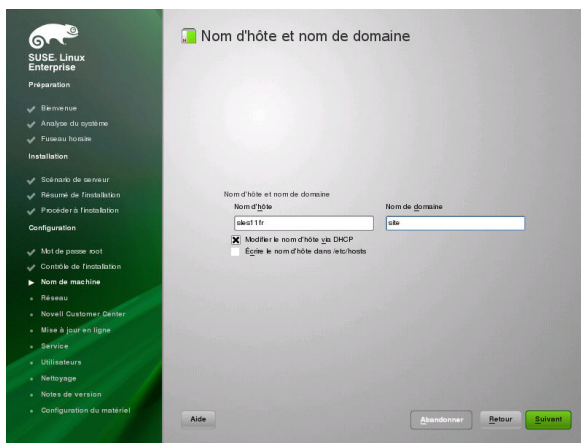 SUSE. Linux
Enterprise
Préparation
Bienvenue
Analyse du système
Fuseau horaire
Installation
Scénario de serveur
Résumé de l'installation
Procéder à l'installation
Configuration
Mot de passe root
Contrôle de l'installation
Nom de machine
Réseau
Novell Customer Center
Mise à jour en ligne
Service
Utilisateurs
Nettoyage
Notes de version
Configuration du matériel
Nom d'hôte et nom de domaine
Nom d'hôte et nom de domaine
Nom d'hôte
Nom de domaine
sles11fr
site
Modifier le nom d'hôte via DHCP
Écrire le nom d'hôte dans /etc/hosts
Aide
Abandonner
Retour
Suivant